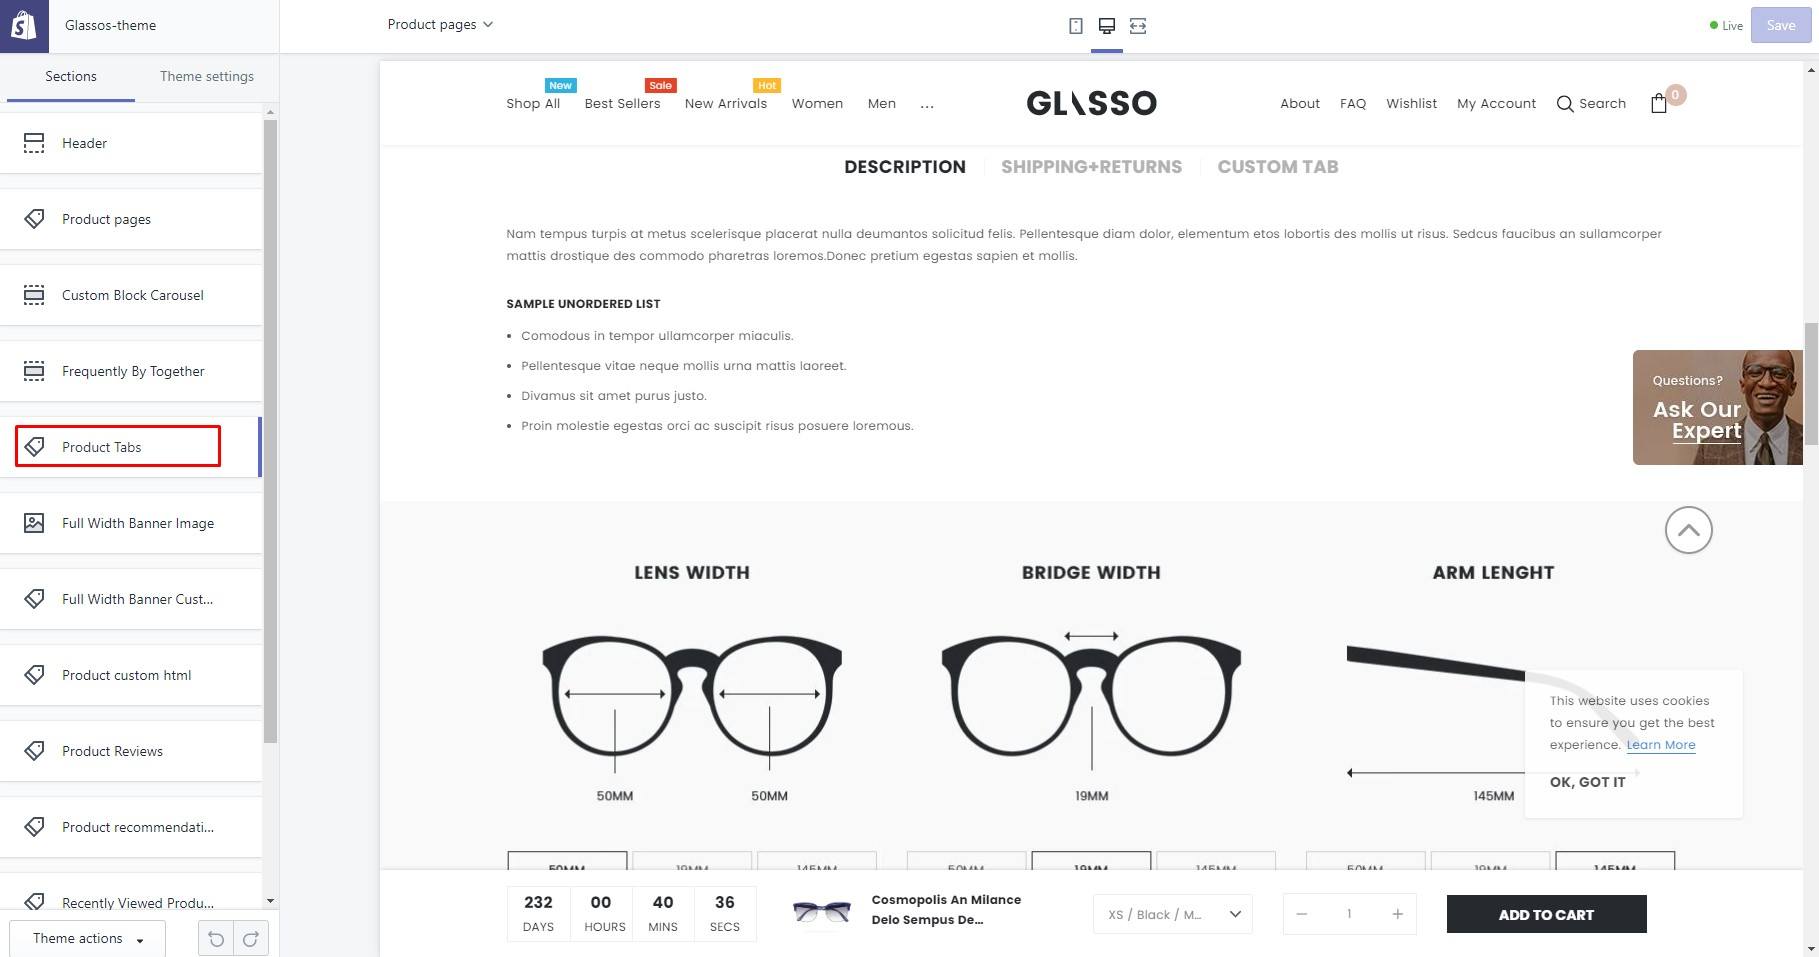 Glassos-theme
Product pages
Live
Save
Sections
Theme settings
Header
Product pages
Custom Block Carousel
Frequently By Together
Product Tabs
Full Width Banner Image
Full Width Banner Cust...
Product custom html
Product Reviews
Product recommendati...
Recently Viewed Produ...
Theme actions
New
Sale
Hot
Shop All
Best Sellers
New Arrivals
Women
Men
...
GLASSO
About
FAQ
Wishlist
My Account
Search
0
DESCRIPTION
SHIPPING+RETURNS
CUSTOM TAB
Nam tempus turpis at metus scelerisque placerat nulla deumantos solicitud felis. Pellentesque diam dolor, elementum etos lobortis des mollis ut risus. Sedcus faucibus an sullamcorper
mattis drostique des commodo pharetras loremos.Donec pretium egestas sapien et mollis.
SAMPLE UNORDERED LIST
• Comodous in tempor ullamcorper miaculis.
• Pellentesque vitae neque mollis urna mattis laoreet.
• Divamus sit amet purus justo.
• Proin molestie egestas orci ac suscipit risus posuere loremous.
Questions?
Ask Our
Expert
LENS WIDTH
BRIDGE WIDTH
ARM LENGHT
50MM
50MM
19MM
145MM
This website uses cookies
to ensure you get the best
experience. Learn More
OK, GOT IT
50MM
19MM
145MM
50MM
19MM
145MM
50MM
19MM
145MM
232
DAYS
00
HOURS
40
MINS
36
SECS
Cosmopolis An Milance
Delo Sempus De...
XS / Black / M...
− 1 +
ADD TO CART